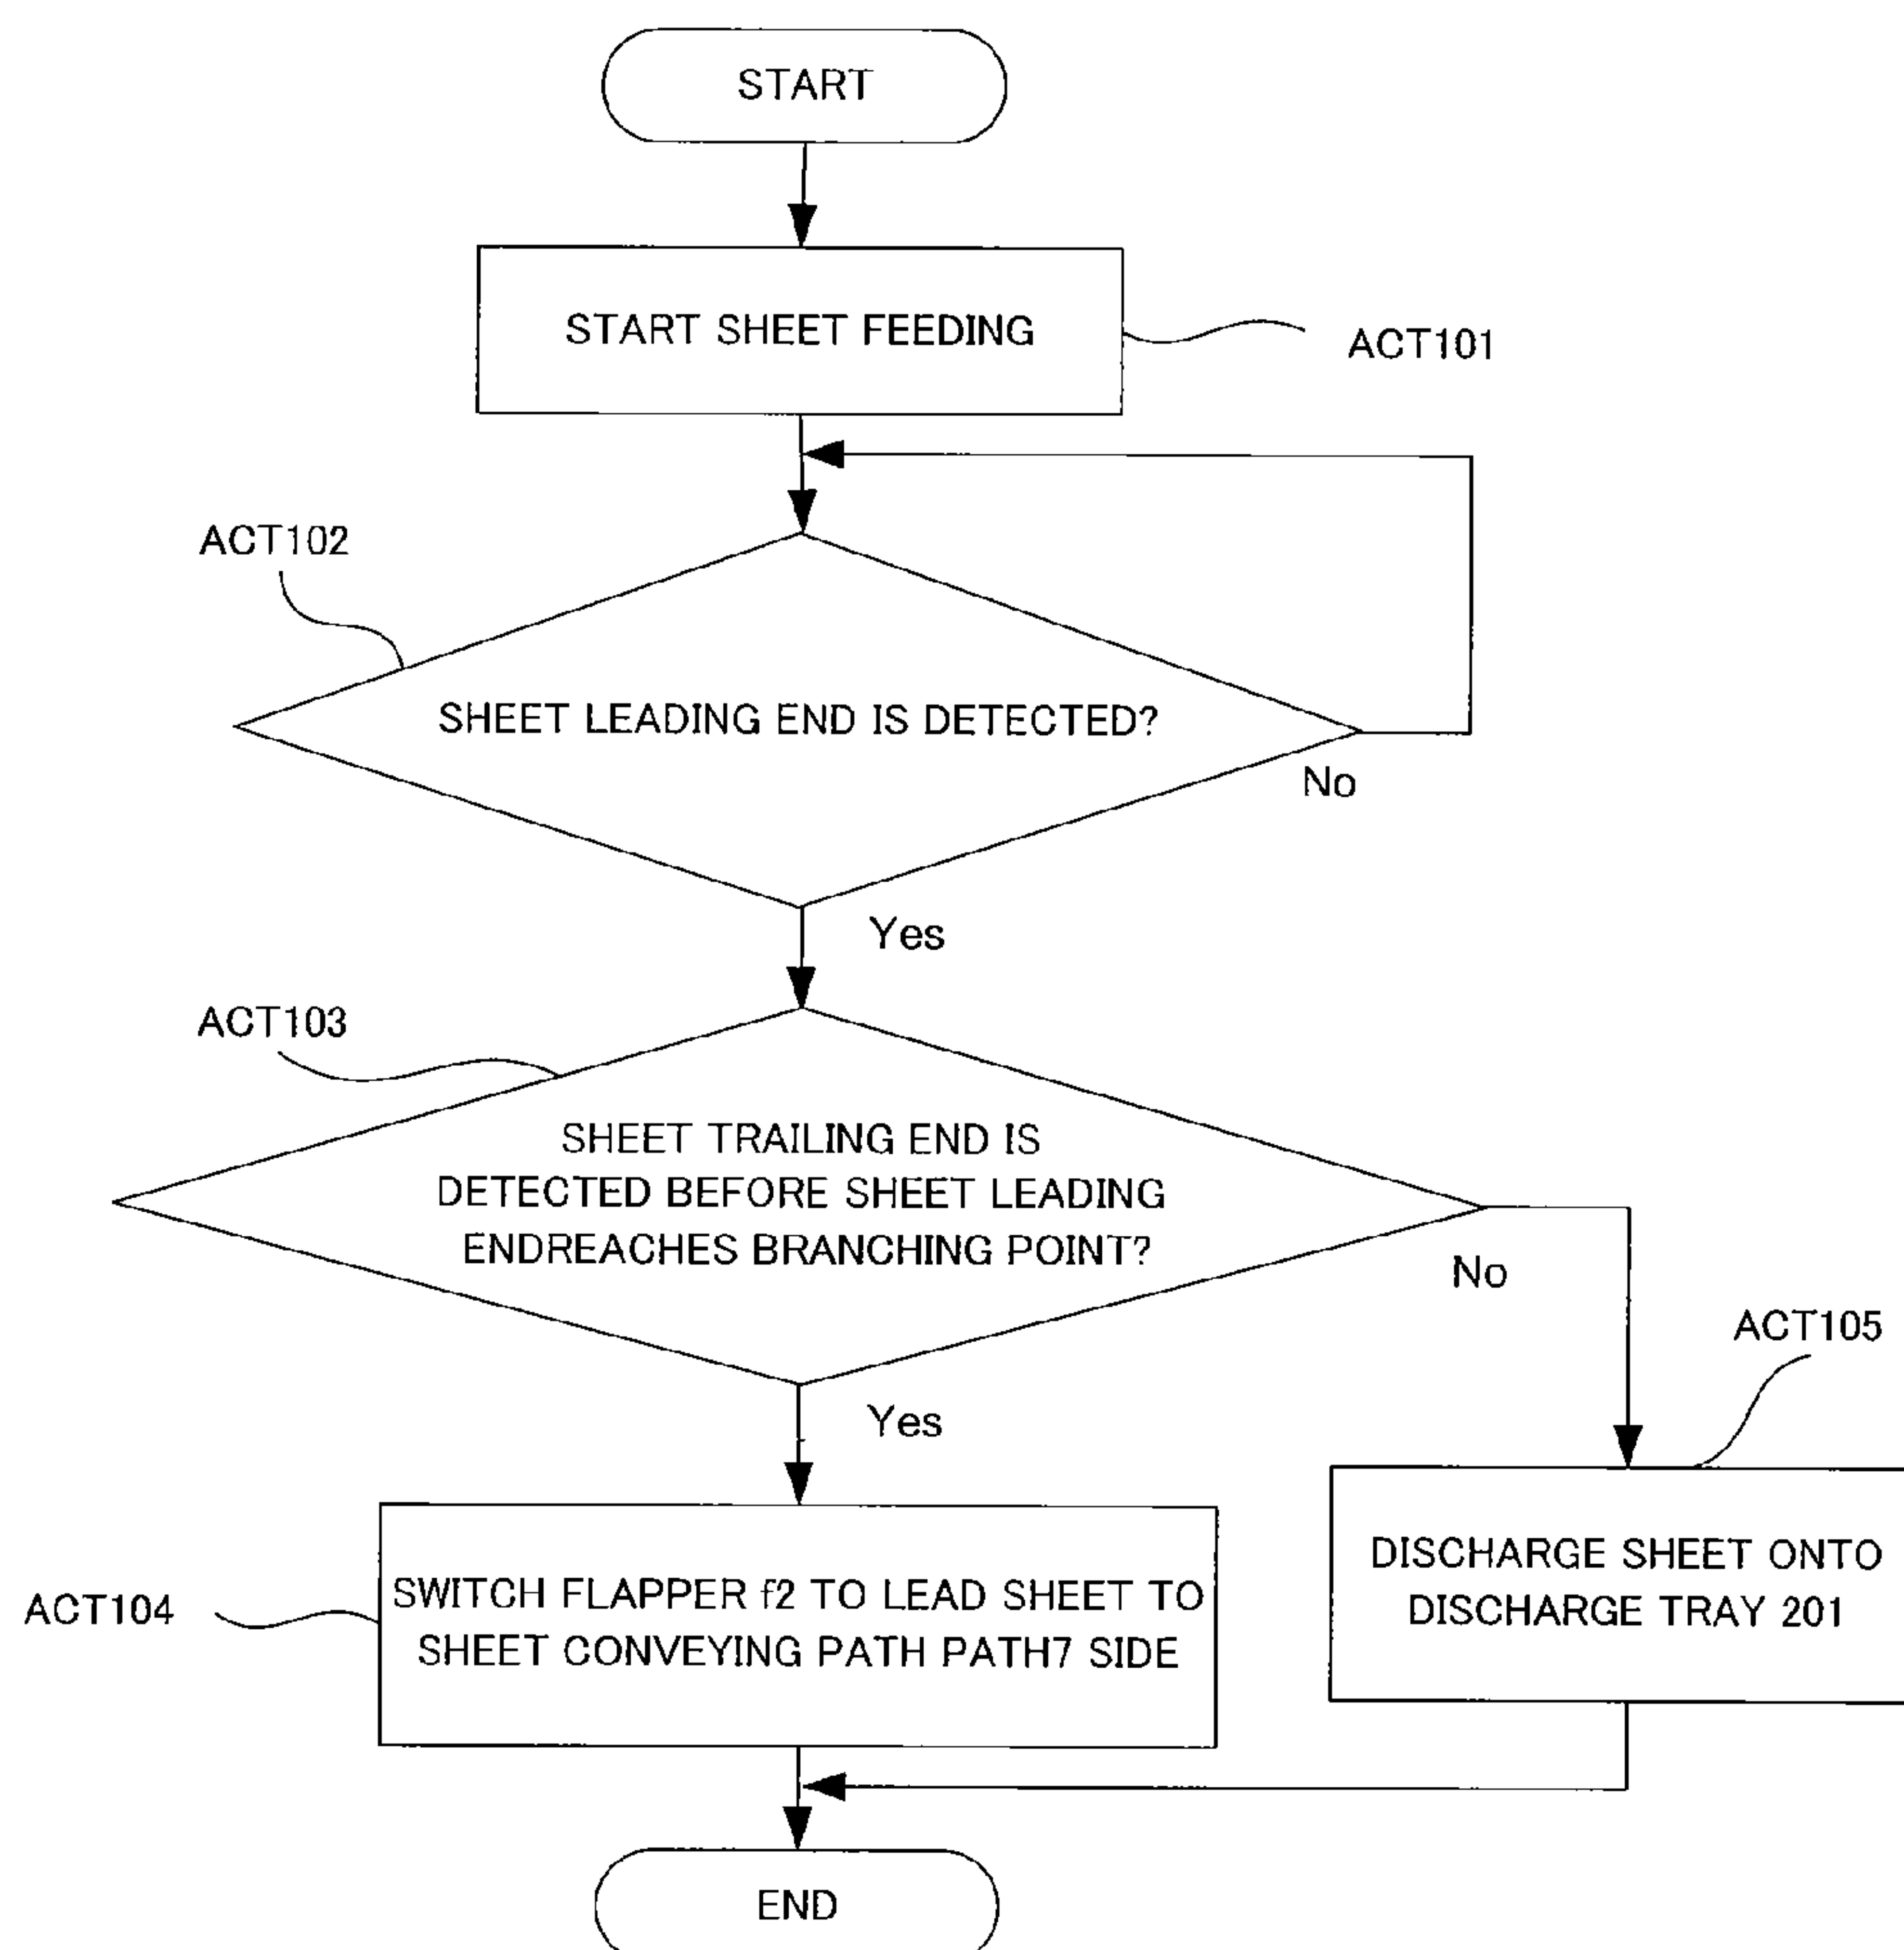 START
START SHEET FEEDING
ACT101
ACT102
SHEET LEADING END IS DETECTED?
No
Yes
ACT103
SHEET TRAILING END IS
DETECTED BEFORE SHEET LEADING
ENDREACHES BRANCHING POINT?
No
ACT105
Yes
DISCHARGE SHEET ONTO
DISCHARGE TRAY 201
ACT104
SWITCH FLAPPER f2 TO LEAD SHEET TO
SHEET CONVEYING PATH PATH7 SIDE
END